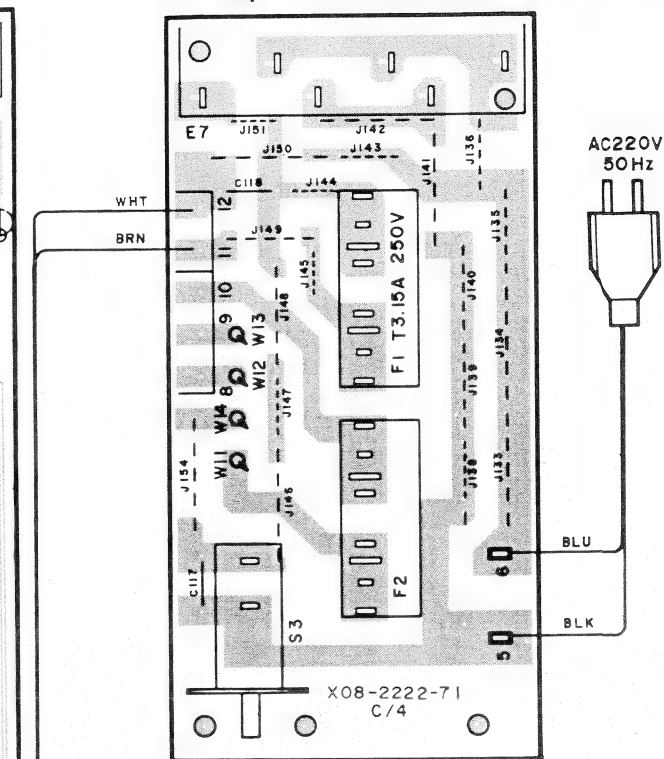 E7
J151
J142
J150
J143
J141
J136
AC220V
50Hz
C118
J144
WHT
12
BRN
11
J149
J145
J135
F1 T3.15A 250V
10
J148
J140
9
W13
J134
8
W12
J147
J139
W14
W11
J154
J146
J138
J133
BLU
6
C117
F2
S3
BLK
5
X08-2222-71
C/4